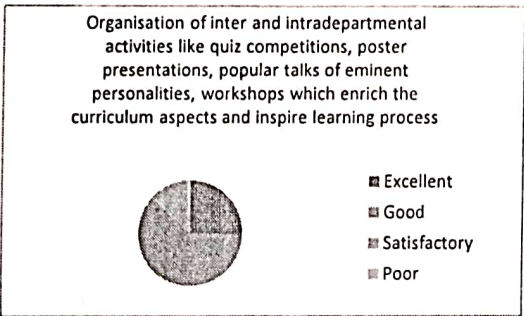 Organisation of inter and intradepartmental
activities like quiz competitions, poster
presentations, popular talks of eminent
personalities, workshops which enrich the
curriculum aspects and inspire learning process
Excellent
Good
Satisfactory
Poor